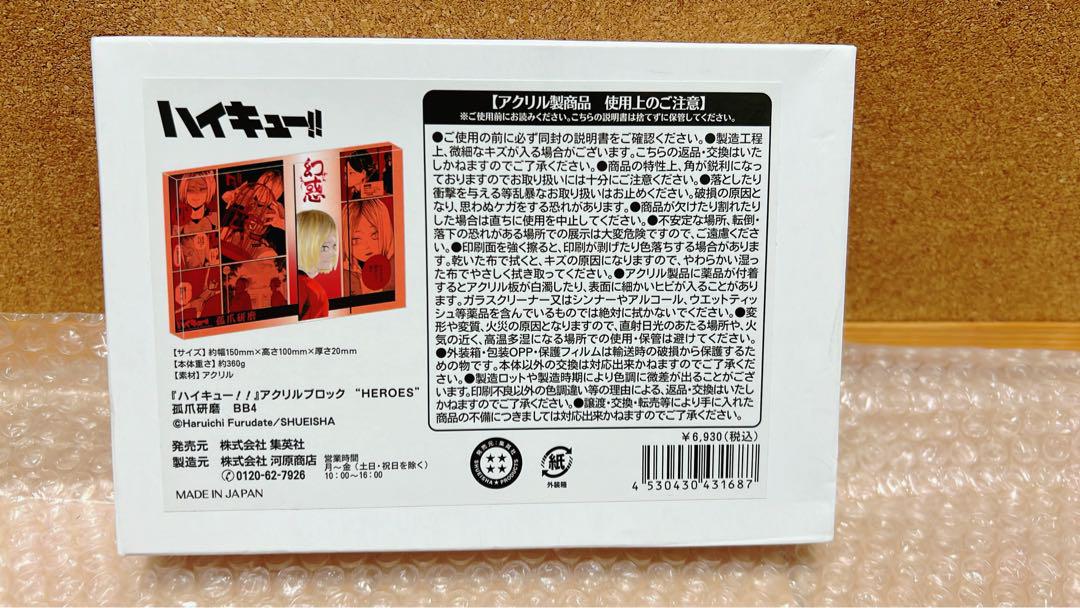 ハイキュー!!
幻惑
ハイキュー!!
孤爪研磨
【サイズ】約幅150mm×高さ100mm×厚さ20mm
【本体重さ】約360g
【素材】アクリル
『ハイキュー！！』アクリルブロック “HEROES”
孤爪研磨 BB4
©Haruichi Furudate/SHUEISHA
発売元 株式会社 集英社
製造元 株式会社 河原商店
0120-62-7926
営業時間
月～金（土日・祝日を除く）
10：00～16：00
MADE IN JAPAN
【アクリル製商品 使用上のご注意】
※ご使用前にお読みください。こちらの説明書は捨てずに保管してください。
●ご使用の前に必ず同封の説明書をご確認ください。●製造工程
上、微細なキズが入る場合がございます。こちらの返品・交換はいた
しかねますのでご了承ください。●商品の特性上、角が鋭利になって
おりますのでお取り扱いには十分にご注意ください。●落としたり
衝撃を与える等乱暴なお取り扱いはお止めください。破損の原因と
なり、思わぬケガをする恐れがあります。●商品が欠けたり割れたり
した場合は直ちに使用を中止してください。●不安定な場所、転倒・
落下の恐れがある場所での展示は大変危険ですので、ご遠慮くださ
い。●印刷面を強く擦ると、印刷が剥げたり色落ちする場合がありま
す。乾いた布で拭くと、キズの原因になりますので、やわらかい湿っ
た布でやさしく拭き取ってください。●アクリル製品に薬品が付着
するとアクリル板が白濁したり、表面に細かいヒビが入ることがあり
ます。ガラスクリーナー又はシンナーやアルコール、ウエットティッ
シュ等薬品を含んでいるものでは絶対に拭かないでください。●変
形や変質、火災の原因となりますので、直射日光のあたる場所や、火
気の近く、高温多湿になる場所での使用・保管は避けてください。
●外装箱・包装OPP・保護フィルムは輸送時の破損から保護するた
めの物です。本体以外の交換は対応出来かねますのでご了承くださ
い。●製造ロットや製造時期により色調に微差が出ることがござ
います。印刷不良以外の色調違い等の理由による、返品・交換はいたし
かねますのでご了承ください。●譲渡・交換・転売等により手に入れた
商品の不備につきましては対応出来かねますのでご了承ください。
￥6,930(税込)
発売元：集英社
SHUEISHA PRODUCTS
紙
外装箱
4 530430 431687